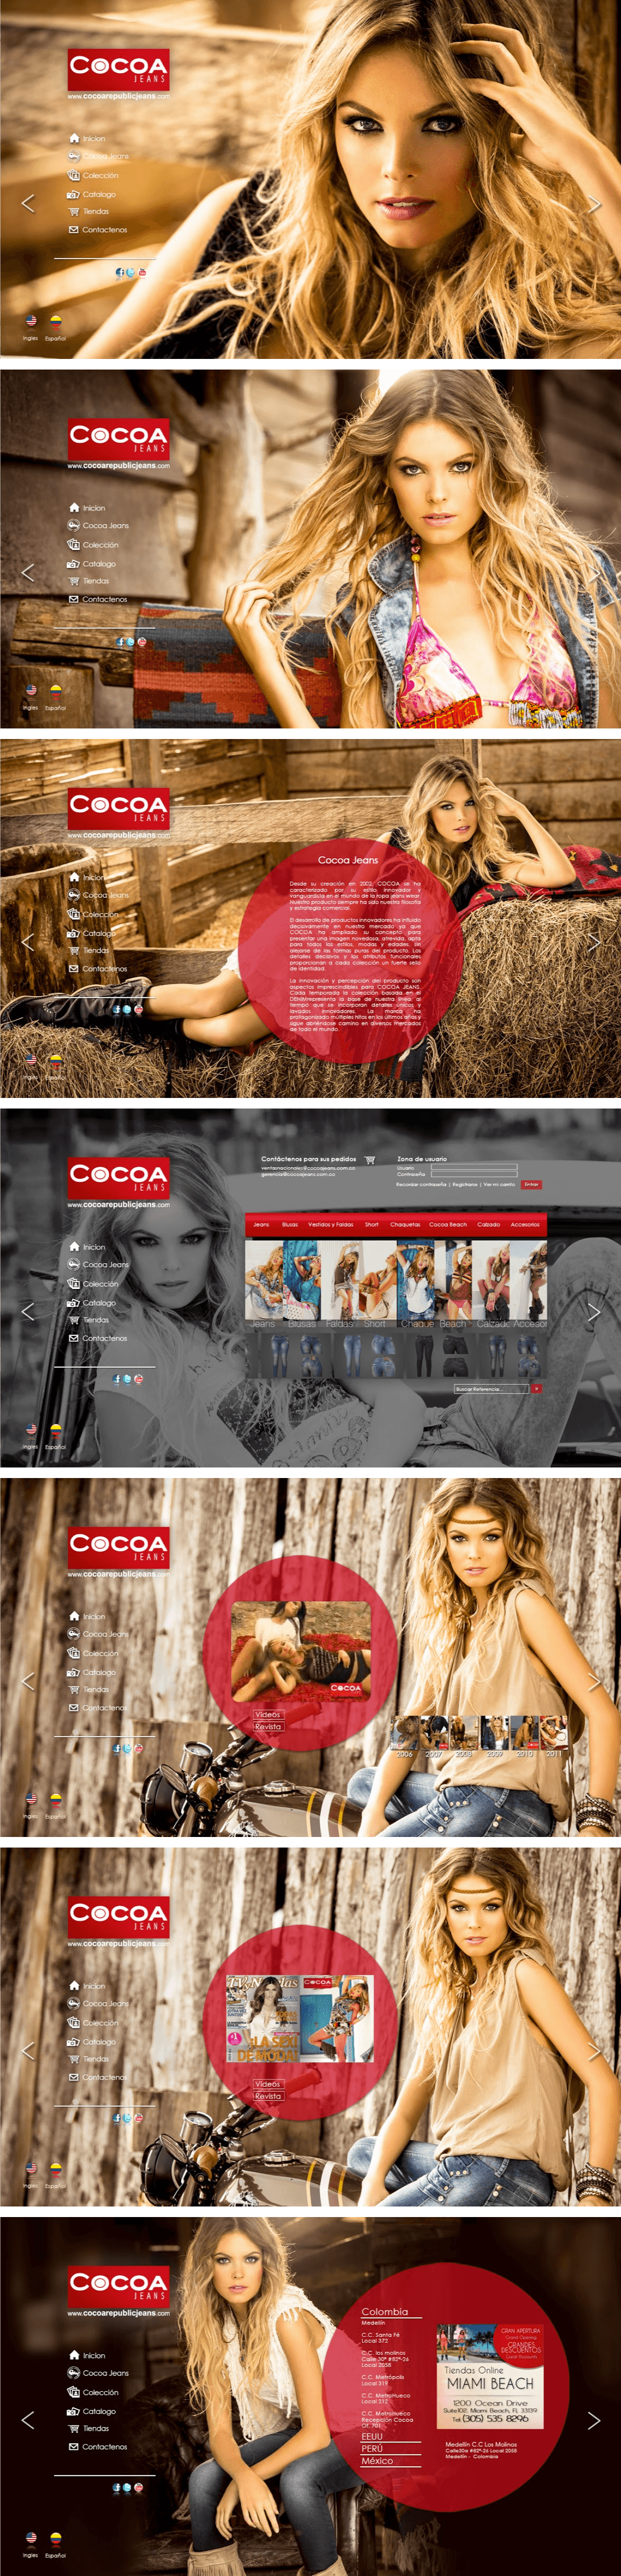 COCOA
JEANS
www.cocoarepublicjeans.com
Inicion
Cocoa Jeans
Colección
Catalogo
Tiendas
Contactenos
Ingles
Español
COCOA
JEANS
www.cocoarepublicjeans.com
Inicion
Cocoa Jeans
Colección
Catalogo
Tiendas
Contactenos
Ingles
Español
COCOA
JEANS
www.cocoarepublicjeans.com
Inicion
Cocoa Jeans
Colección
Catalogo
Tiendas
Contactenos
Ingles
Español
Cocoa Jeans
Desde su creación en 2002, COCOA se ha
caracterizado por su estilo innovador y
vanguardista en el mundo de la ropa jeans wear.
Nuestro producto siempre ha sido nuestra filosofía
y estrategia comercial.
El desarrollo de productos innovadores ha influido
decisivamente en nuestro mercado ya que
COCOA ha ampliado su concepto para
presentar una imagen novedosa, atrevida, apta
para todos los estilos, modas y edades, sin
alejarse de las formas puras del producto. Los
detalles decisivos y los atributos funcionales
proporcionan a cada colección un fuerte sello
de identidad.
La innovación y percepción del producto son
aspectos imprescindibles para COCOA JEANS.
Cada temporada la colección basada en el
DENIM representa la base de nuestra línea, al
tiempo que se incorporan detalles únicos y
lavados innovadores. La marca ha
protagonizado múltiples hitos en los últimos años y
sigue abriéndose camino en diversos mercados
de todo el mundo.
COCOA
JEANS
www.cocoarepublicjeans.com
Inicion
Cocoa Jeans
Colección
Catalogo
Tiendas
Contactenos
Ingles
Español
Contáctenos para sus pedidos
ventasnacionales@cocoajeans.com.co
gerencia@cocoajeans.com.co
Zona de usuario
Usuario
Contraseña
Recordar contraseña | Registrarse | Ver mi carrito
Entrar
Jeans Blusas Vestidos y Faldas Short Chaquetas Cocoa Beach Calzado Accesorios
Jeans Blusas Faldas Short Chaque Beach Calzadc Accesor
Buscar Referencia...
COCOA
JEANS
www.cocoarepublicjeans.com
Inicion
Cocoa Jeans
Colección
Catalogo
Tiendas
Contactenos
Ingles
Español
COCOA
Videos
Revista
2006 2007 2008 2009 2010 2011
COCOA
JEANS
www.cocoarepublicjeans.com
Inicion
Cocoa Jeans
Colección
Catalogo
Tiendas
Contactenos
Ingles
Español
COCOA
Videos
Revista
COCOA
JEANS
www.cocoarepublicjeans.com
Inicion
Cocoa Jeans
Colección
Catalogo
Tiendas
Contactenos
Ingles
Español
Colombia
Medellín
C.C. Santa Fé
Local 372
C.C. los molinos
Calle 30ª #82ª-26
Local 2058
C.C. Metrópolis
Local 319
C.C. MetroHueco
Local 212
C.C. MetroHueco
Recepción Cocoa
Of. 701
EEUU
PERÚ
México
GRAN APERTURA
Grand Opening
GRANDES
DESCUENTOS
Great Discounts
Tiendas Online
MIAMI BEACH
1200 Ocean Drive
Suite102. Miami Beach, FL 33139
Tel: (305) 535 8296
Medellín C.C Los Molinos
Calle30a #82ª-26 Local 2058
Medellín - Colombia